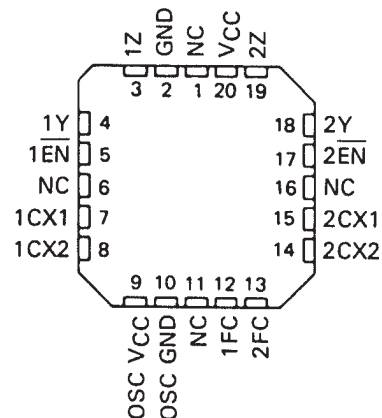 1Z
GND
NC
VCC
2Z
3 2 1 20 19
1Y 4
1E̅N̅ 5
NC 6
1CX1 7
1CX2 8
18 2Y
17 2E̅N̅
16 NC
15 2CX1
14 2CX2
9 10 11 12 13
OSC VCC
OSC GND
NC
1FC
2FC